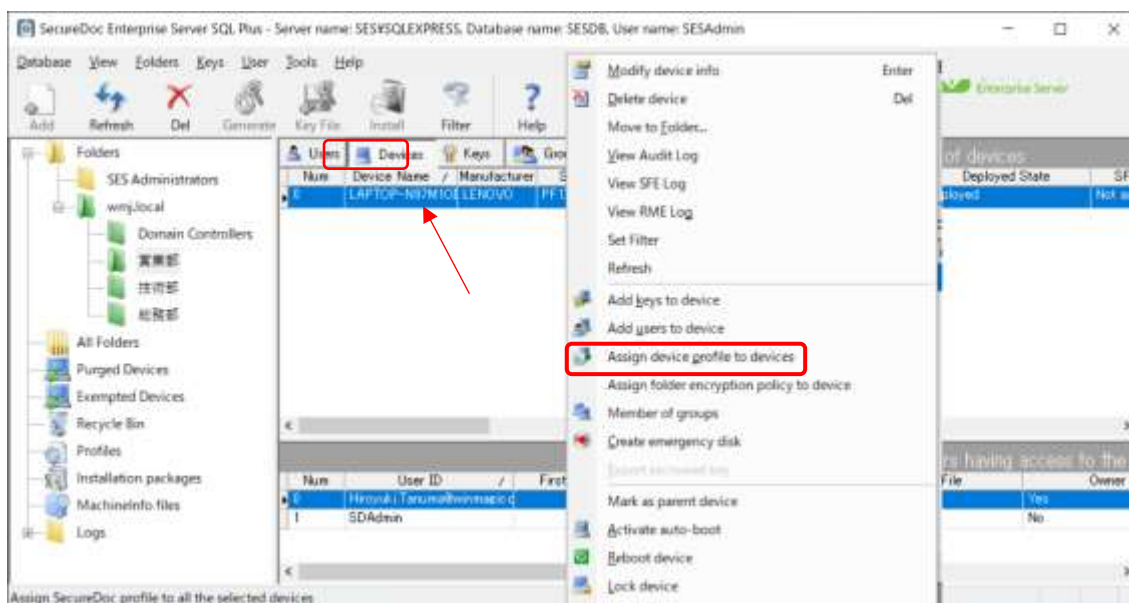 SecureDoc Enterprise Server SQL Plus - Server name: SES¥SQLEXPRESS, Database name: SESDB, User name: SESAdmin
Database View Folders Keys User Tools Help
Add Refresh Del Generate Key File Install Filter Help
Enterprise Server
Folders
SES Administrators
wmj.local
Domain Controllers
営業部
技術部
総務部
All Folders
Purged Devices
Exempted Devices
Recycle Bin
Profiles
Installation packages
MachineInfo files
Logs
Users Devices Keys
of devices
Num Device Name / Manufacturer
Deployed State
0 LENOVO
Modify device info Enter
Delete device Del
Move to Folder...
View Audit Log
View SFE Log
View RME Log
Set Filter
Refresh
Add keys to device
Add users to device
Assign device profile to devices
Assign folder encryption policy to device
Member of groups
Create emergency disk
Mark as parent device
Activate auto-boot
Reboot device
Lock device
having access to the
Num User ID / First
File Owner
0 Yes
1 SDAdmin No
Assign SecureDoc profile to all the selected devices